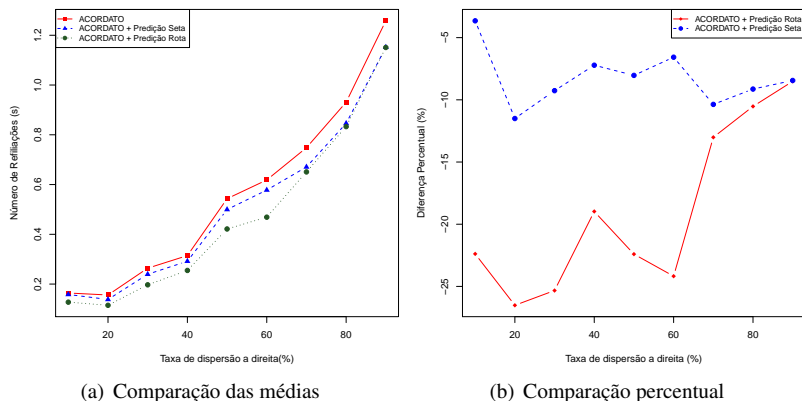 ACORDATO
ACORDATO + Predição Seta
ACORDATO + Predição Rota
Número de Refiliações (s)
1.2
1.0
0.8
0.6
0.4
0.2
20
40
60
80
Taxa de dispersão a direita(%)
(a) Comparação das médias
ACORDATO + Predição Rota
ACORDATO + Predição Seta
Diferença Percentual (%)
0
−5
−10
−15
−20
−25
20
40
60
80
Taxa de dispersão a direita(%)
(b) Comparação percentual